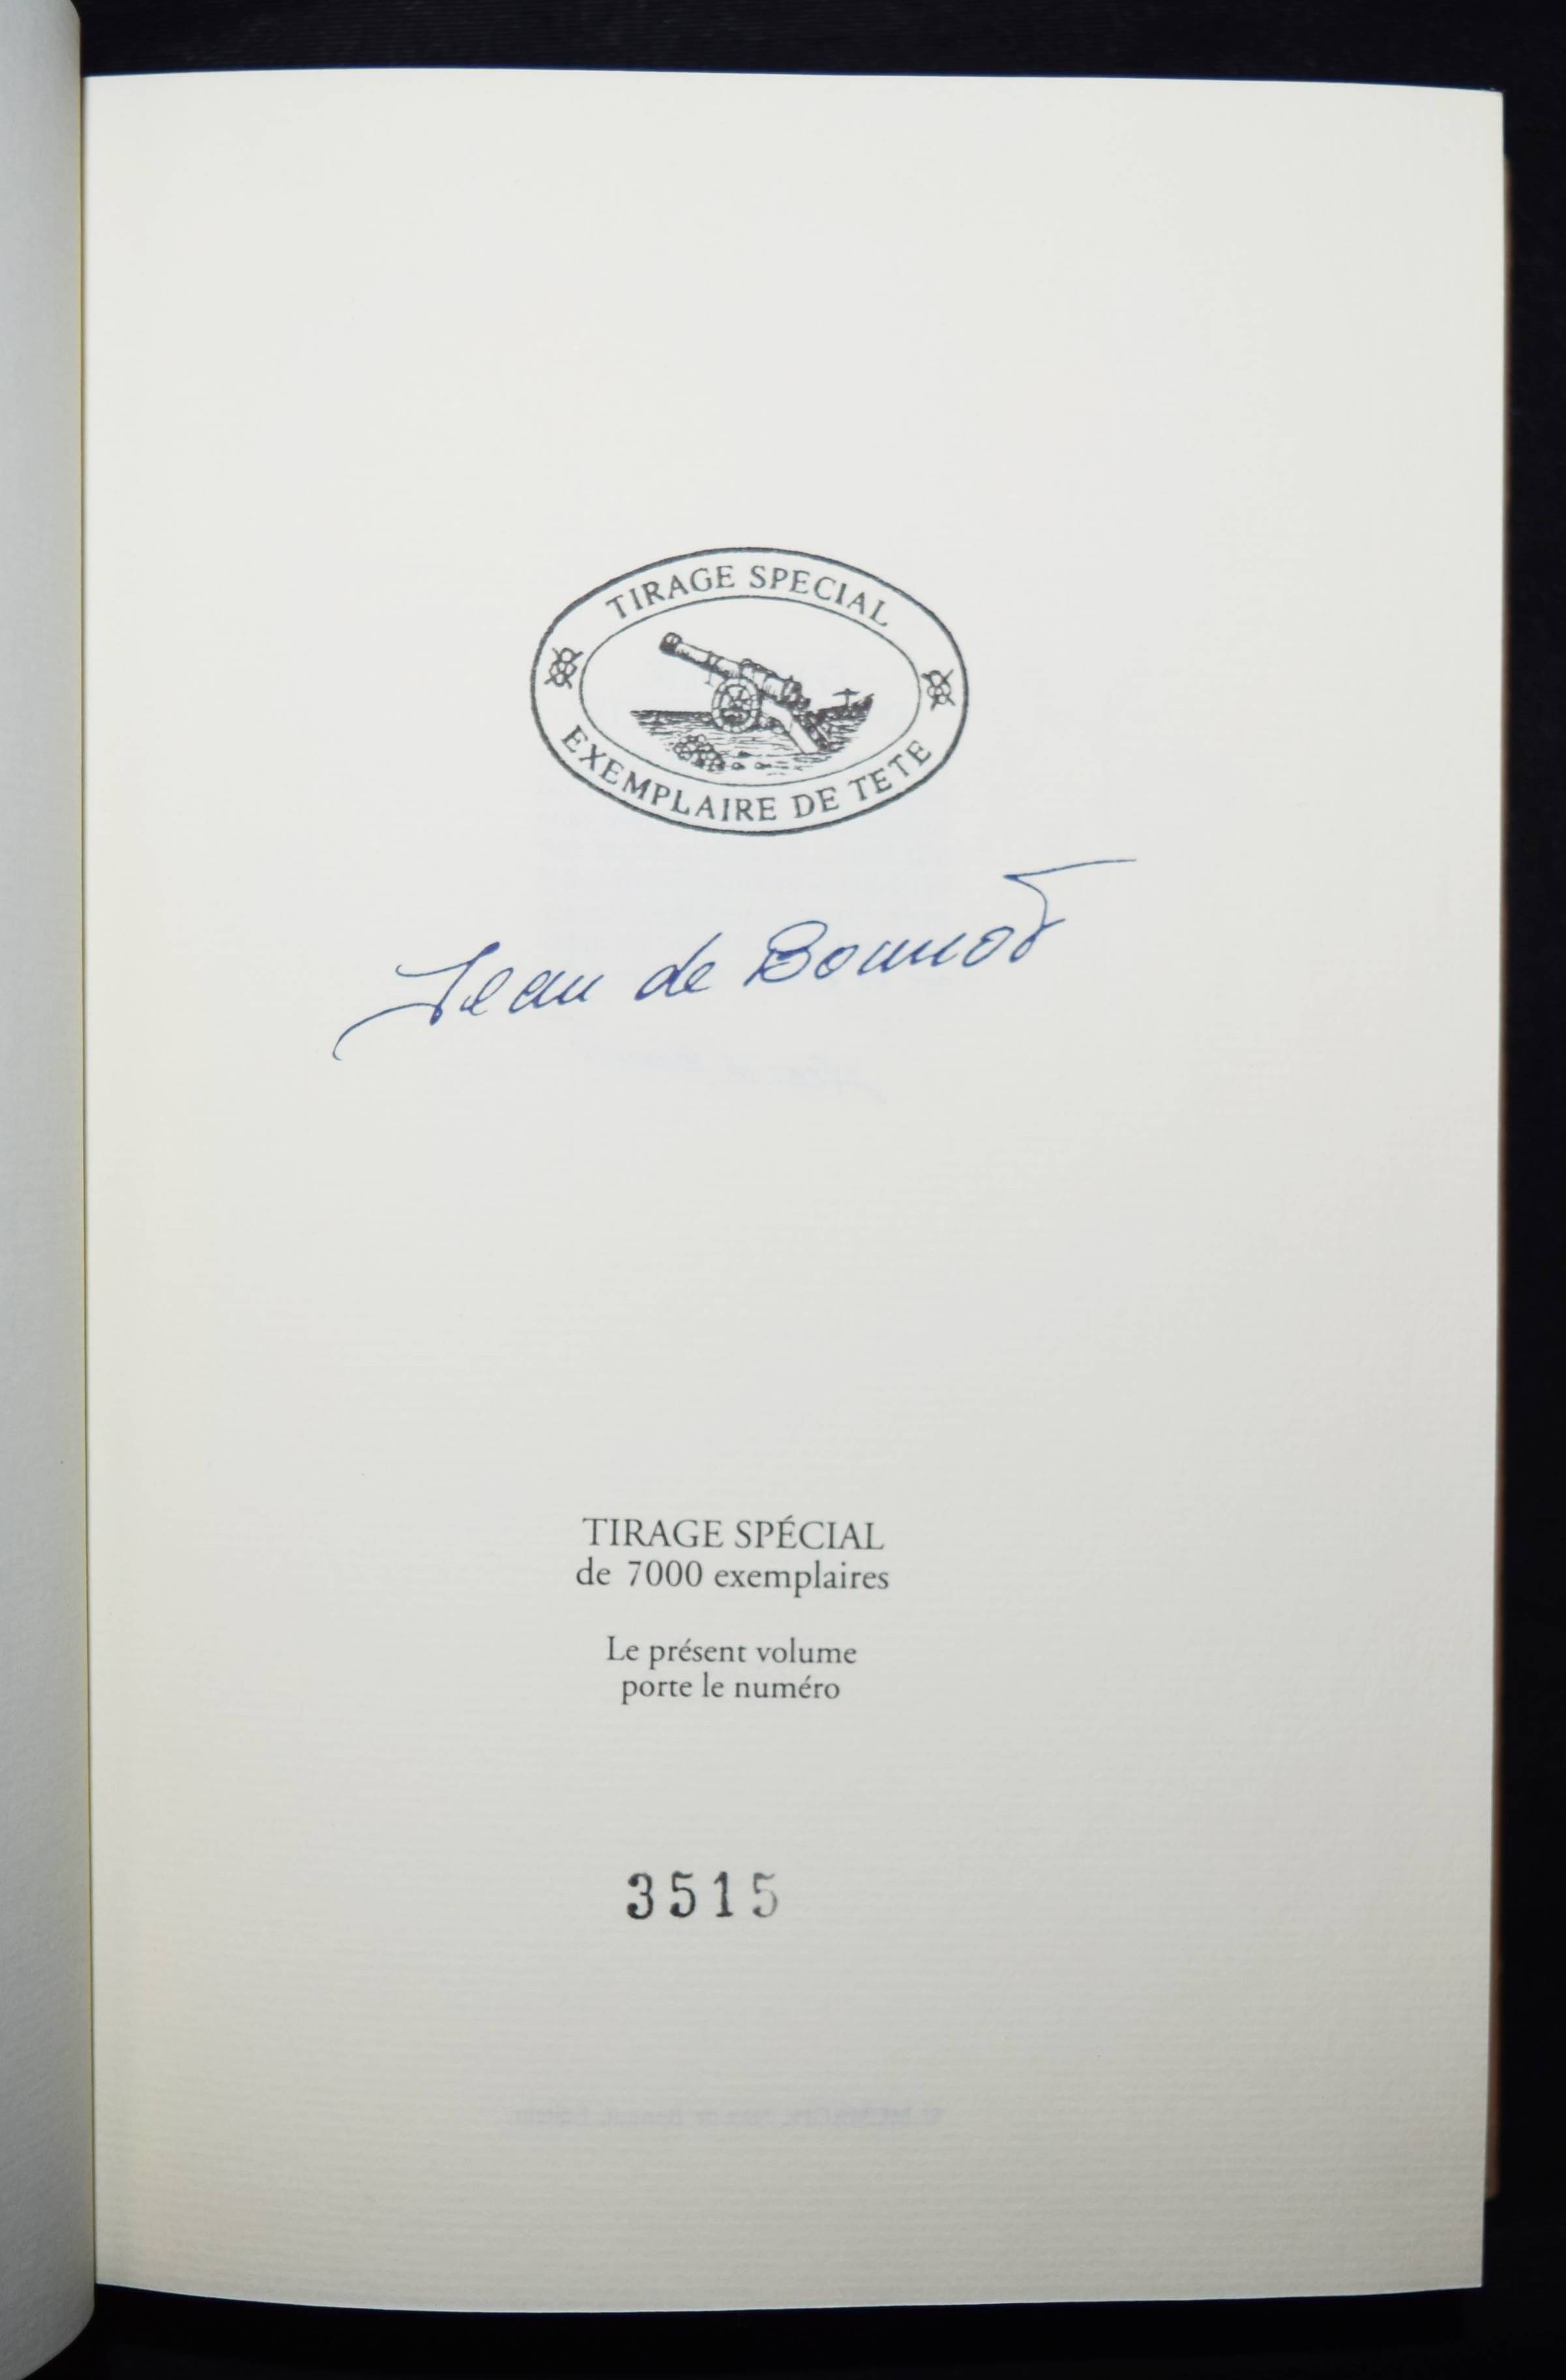 TIRAGE SPECIAL
EXEMPLAIRE DE TETE
Jean de Bonnot
TIRAGE SPÉCIAL
de 7000 exemplaires
Le présent volume
porte le numéro
3515